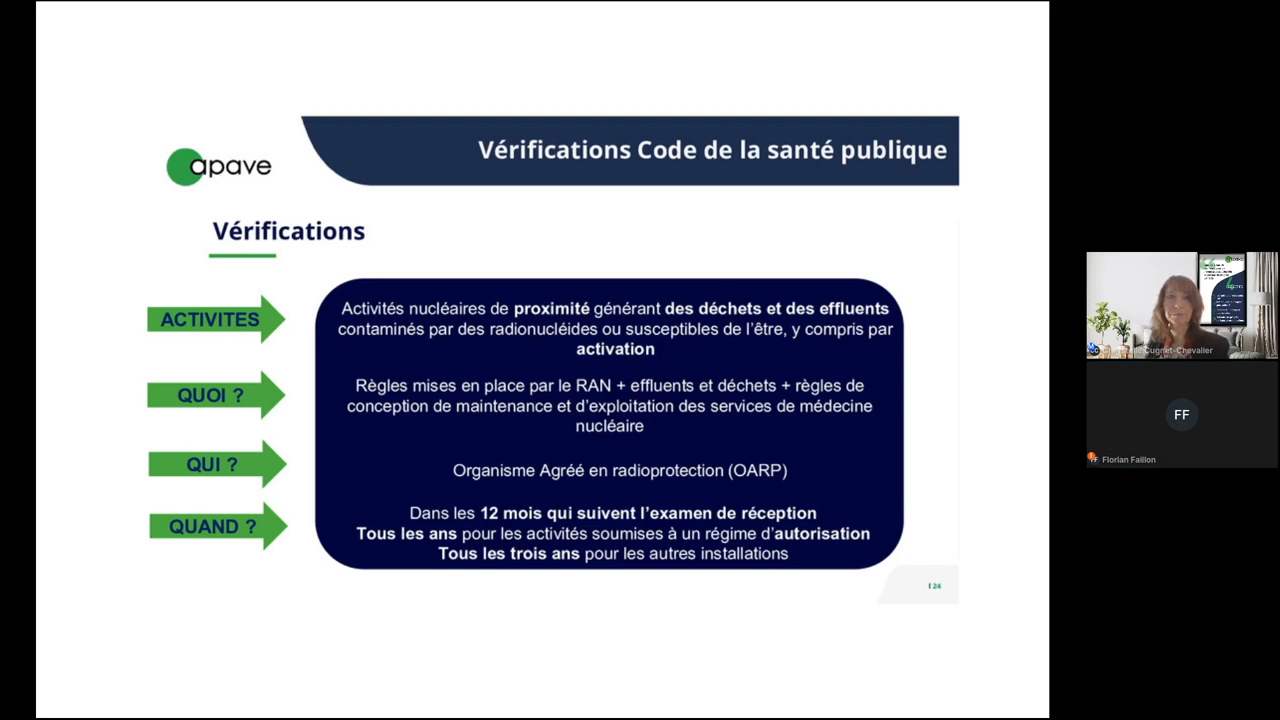 apave
Vérifications Code de la santé publique
Vérifications
ACTIVITES
Activités nucléaires de proximité générant des déchets et des effluents
contaminés par des radionucléides ou susceptibles de l'être, y compris par
activation
QUOI ?
Règles mises en place par le RAN + effluents et déchets + règles de
conception de maintenance et d'exploitation des services de médecine
nucléaire
QUI ?
Organisme Agréé en radioprotection (OARP)
QUAND ?
Dans les 12 mois qui suivent l'examen de réception
Tous les ans pour les activités soumises à un régime d'autorisation
Tous les trois ans pour les autres installations
24
Cugnet-Chevalier
FF
Florian Faillon